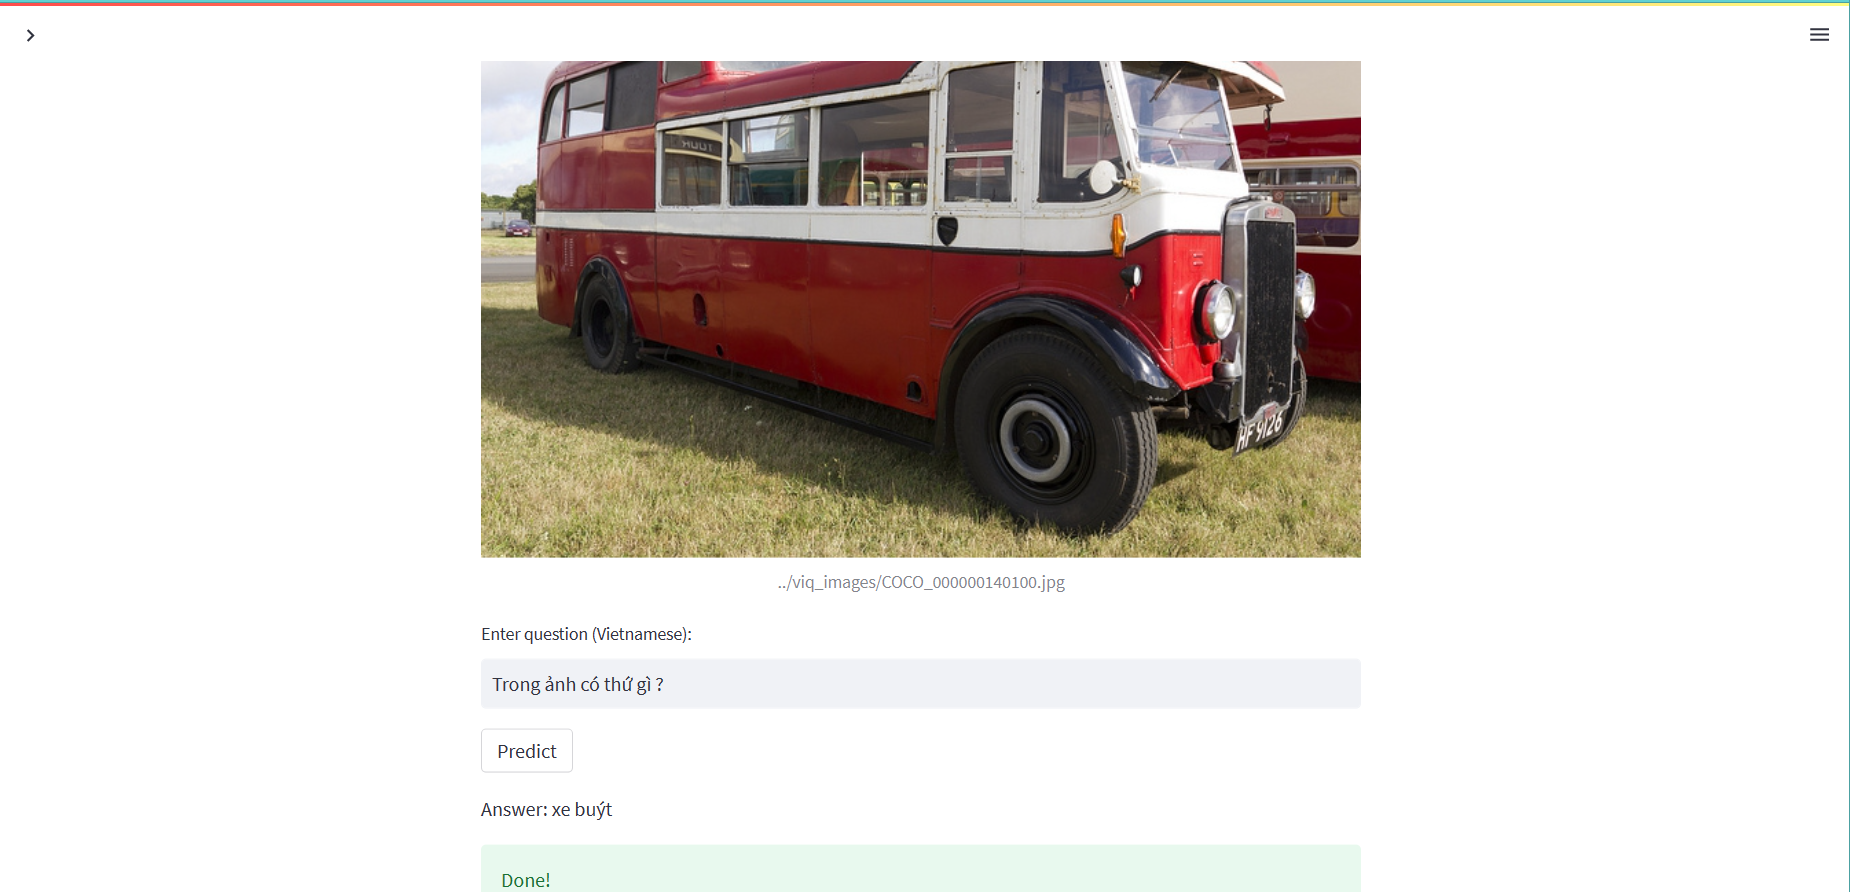 HF 9126
../viq_images/COCO_000000140100.jpg
Enter question (Vietnamese):
Trong ảnh có thứ gì ?
Predict
Answer: xe buýt
Done!